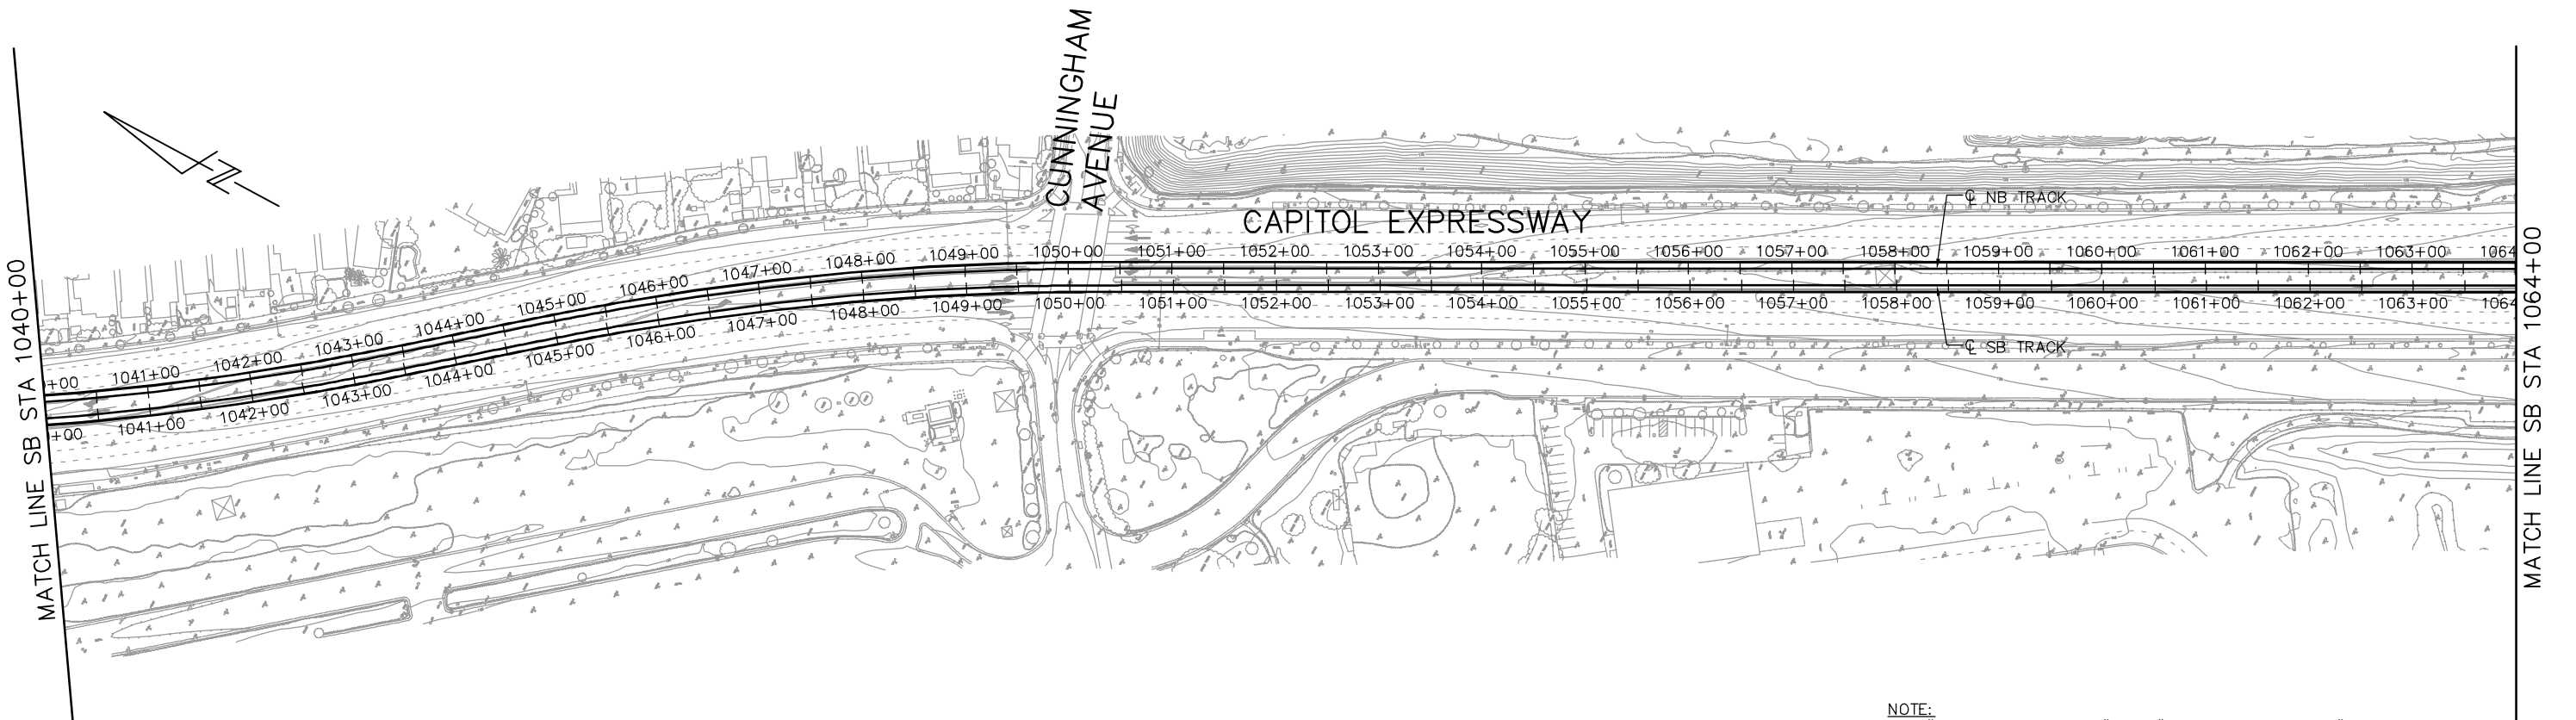 CUNNINGHAM
AVENUE
CAPITOL EXPRESSWAY
℄ NB TRACK
+00 1041+00 1042+00 1043+00 1044+00 1045+00 1046+00 1047+00 1048+00 1049+00 1050+00 1051+00 1052+00 1053+00 1054+00 1055+00 1056+00 1057+00 1058+00 1059+00 1060+00 1061+00 1062+00 1063+00 1064
+00 1041+00 1042+00 1043+00 1044+00 1045+00 1046+00 1047+00 1048+00 1049+00 1050+00 1051+00 1052+00 1053+00 1054+00 1055+00 1056+00 1057+00 1058+00 1059+00 1060+00 1061+00 1062+00 1063+00 1064
℄ SB TRACK
MATCH LINE SB STA 1040+00
MATCH LINE SB STA 1064+00
Z
NOTE: